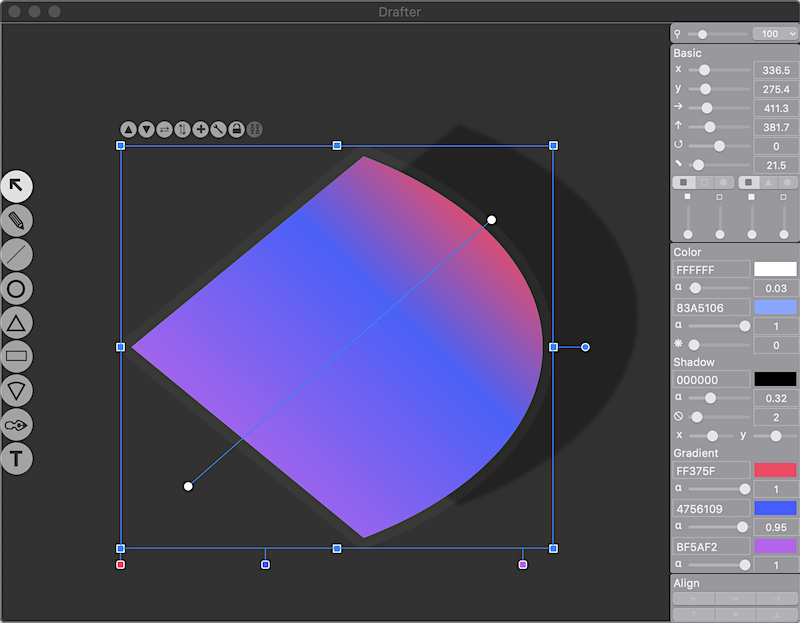 Drafter
100
Basic
x 336.5
y 275.4
411.3
381.7
0
21.5
Color
FFFFFF
α 0.03
83A5106
α 1
0
Shadow
000000
α 0.32
2
x y
Gradient
FF375F
α 1
4756109
α 0.95
BF5AF2
α 1
Align
T